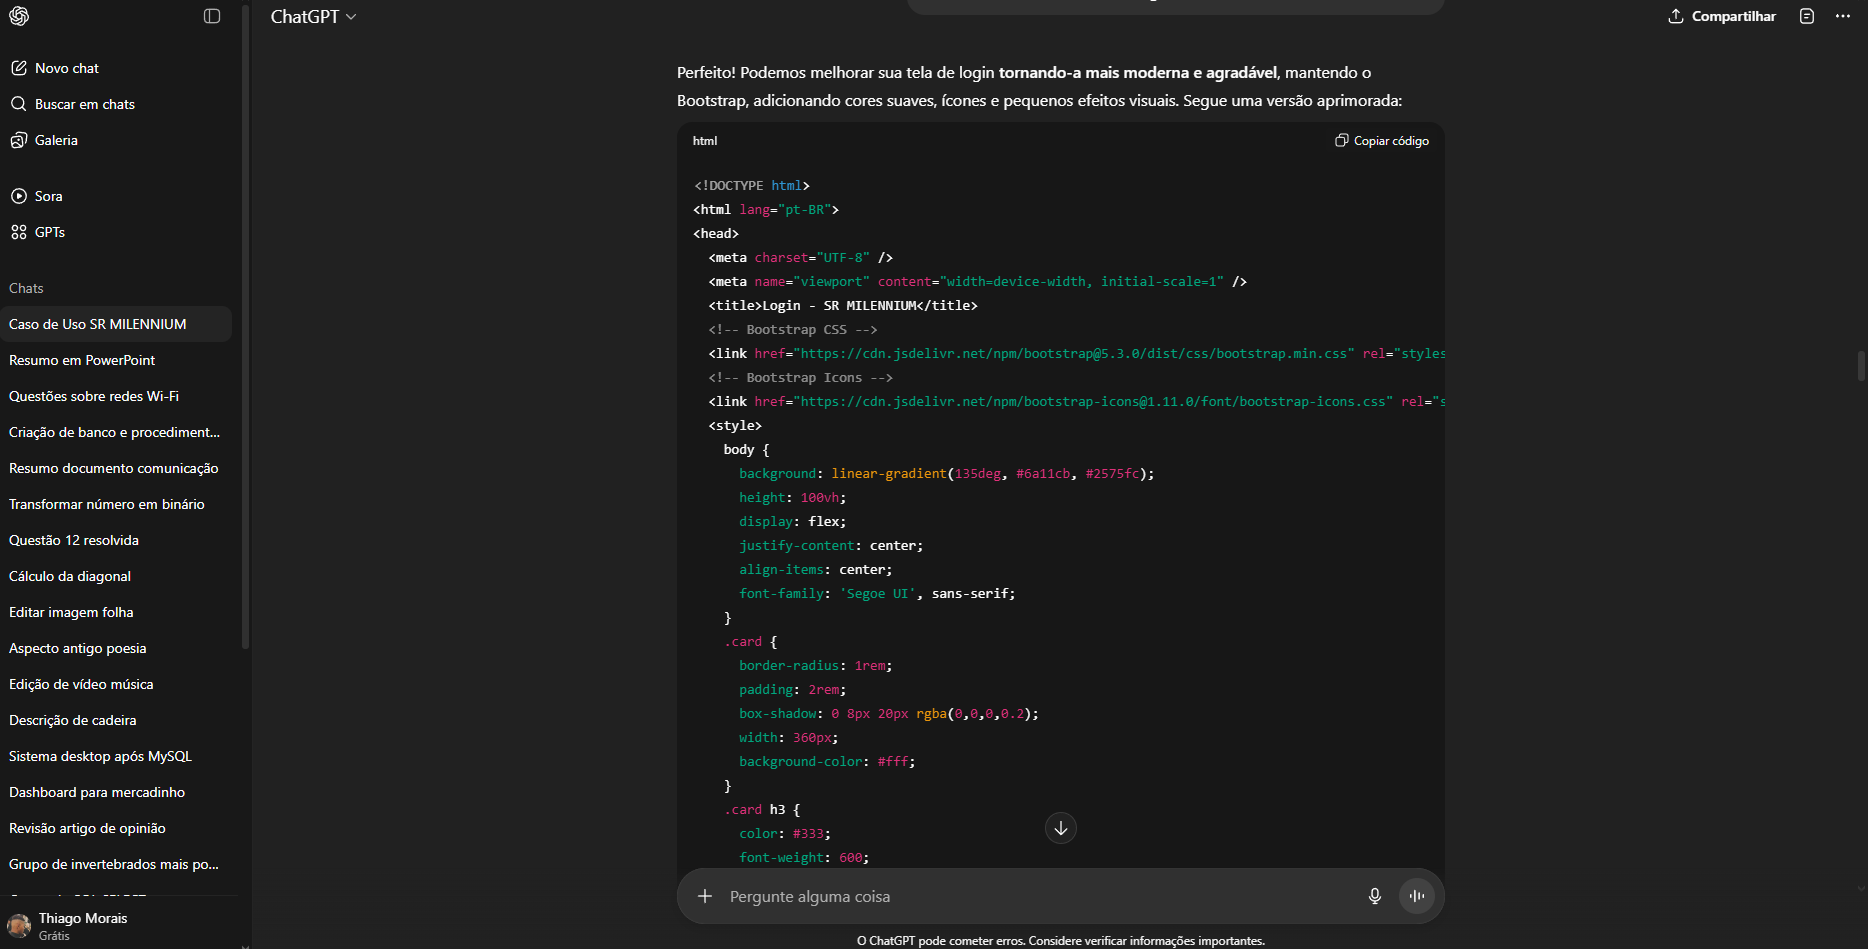 ChatGPT
Compartilhar
Novo chat
Buscar em chats
Galeria
Sora
GPTs
Chats
Caso de Uso SR MILENNIUM
Resumo em PowerPoint
Questões sobre redes Wi-Fi
Criação de banco e procediment...
Resumo documento comunicação
Transformar número em binário
Questão 12 resolvida
Cálculo da diagonal
Editar imagem folha
Aspecto antigo poesia
Edição de vídeo música
Descrição de cadeira
Sistema desktop após MySQL
Dashboard para mercadinho
Revisão artigo de opinião
Grupo de invertebrados mais po...
Thiago Morais
Grátis
Perfeito! Podemos melhorar sua tela de login tornando-a mais moderna e agradável, mantendo o
Bootstrap, adicionando cores suaves, ícones e pequenos efeitos visuais. Segue uma versão aprimorada:
html
Copiar código
<!DOCTYPE html>
<html lang="pt-BR">
<head>
<meta charset="UTF-8" />
<meta name="viewport" content="width=device-width, initial-scale=1" />
<title>Login - SR MILENNIUM</title>
<!-- Bootstrap CSS -->
<link href="https://cdn.jsdelivr.net/npm/bootstrap@5.3.0/dist/css/bootstrap.min.css" rel="styles
<!-- Bootstrap Icons -->
<link href="https://cdn.jsdelivr.net/npm/bootstrap-icons@1.11.0/font/bootstrap-icons.css" rel="s
<style>
body {
background: linear-gradient(135deg, #6a11cb, #2575fc);
height: 100vh;
display: flex;
justify-content: center;
align-items: center;
font-family: 'Segoe UI', sans-serif;
}
.card {
border-radius: 1rem;
padding: 2rem;
box-shadow: 0 8px 20px rgba(0,0,0,0.2);
width: 360px;
background-color: #fff;
}
.card h3 {
color: #333;
font-weight: 600;
Pergunte alguma coisa
O ChatGPT pode cometer erros. Considere verificar informações importantes.